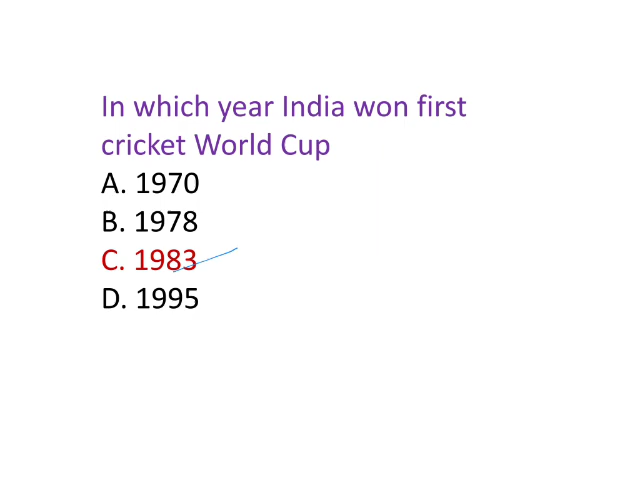 In which year India won first
cricket World Cup
A. 1970
B. 1978
C. 1983
D. 1995